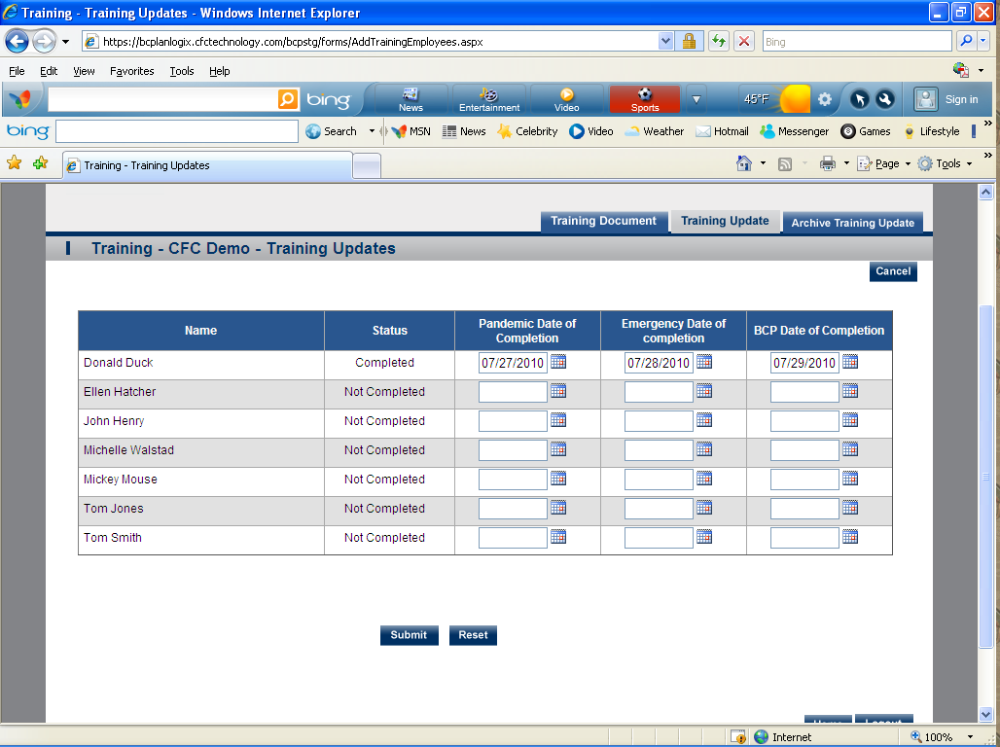 Training - Training Updates - Windows Internet Explorer
https://bcplanlogix.cfctechnology.com/bcpstg/forms/AddTrainingEmployees.aspx
Bing
File Edit View Favorites Tools Help
bing News Entertainment Video Sports 45°F Sign in
bing Search MSN News Celebrity Video Weather Hotmail Messenger Games Lifestyle
Training - Training Updates Page Tools
Training Document Training Update Archive Training Update
Training - CFC Demo - Training Updates
Cancel
Name Status Pandemic Date of Completion Emergency Date of completion BCP Date of Completion
Donald Duck Completed 07/27/2010 07/28/2010 07/29/2010
Ellen Hatcher Not Completed
John Henry Not Completed
Michelle Walstad Not Completed
Mickey Mouse Not Completed
Tom Jones Not Completed
Tom Smith Not Completed
Submit Reset
Internet 100%